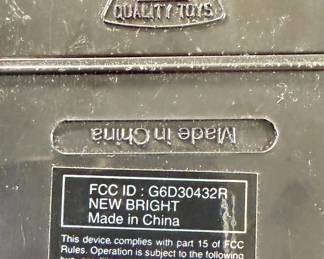 QUALITY TOYS
Made in China
FCC ID : G6D30432R
NEW BRIGHT
Made in China
This device complies with part 15 of FCC
Rules. Operation is subject to the following